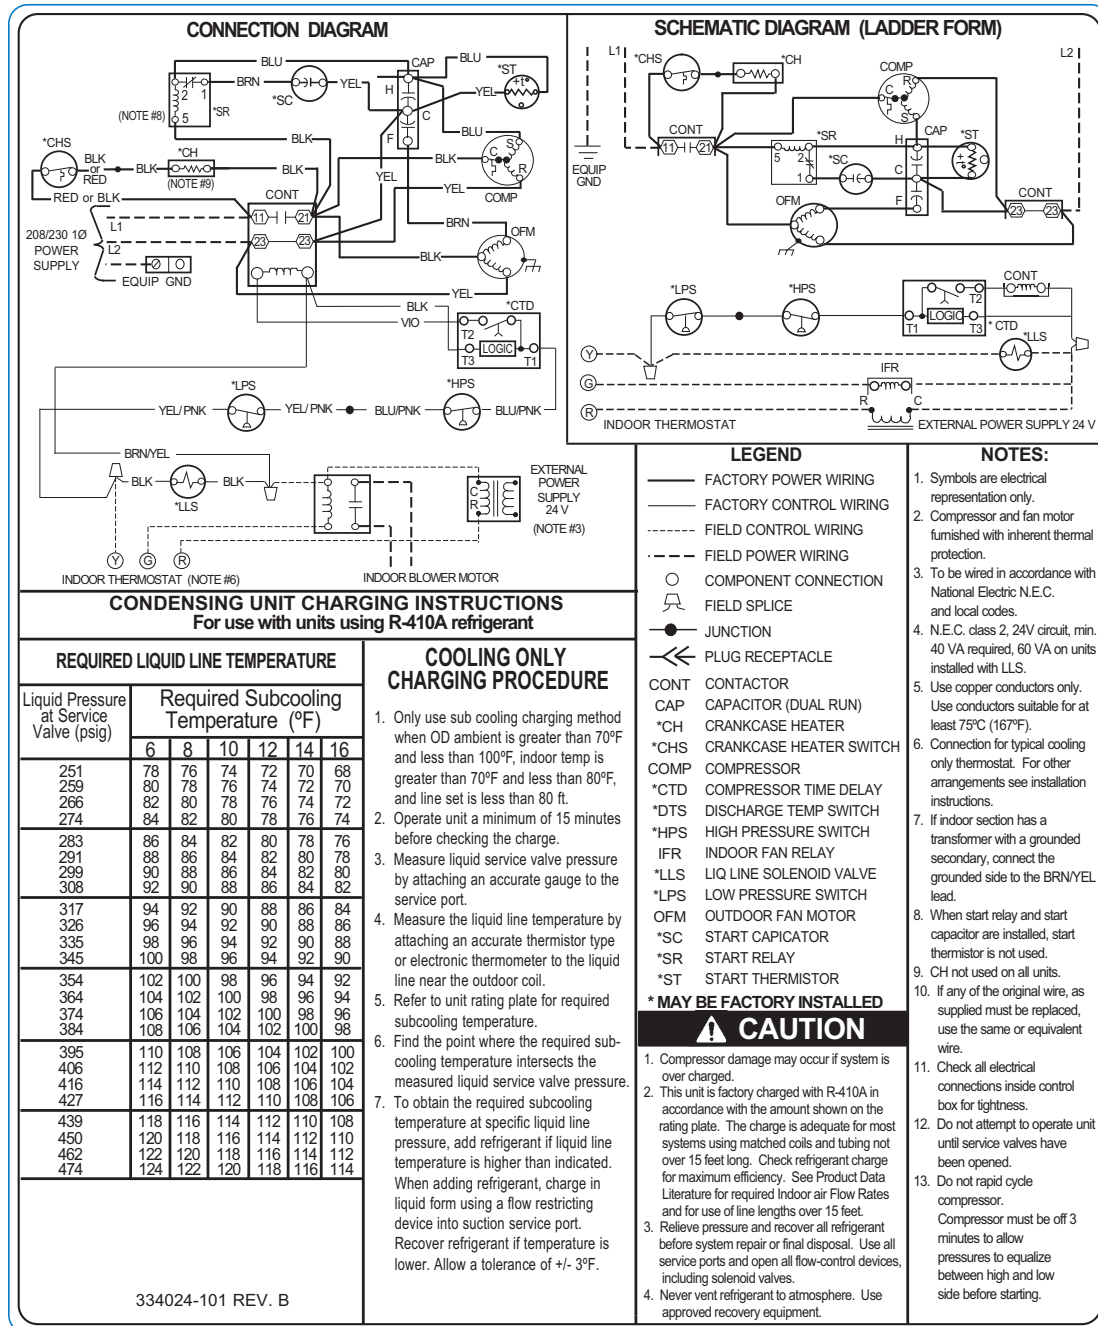 CONNECTION DIAGRAM
BLU
CAP
BLU
*ST
BRN
YEL
H
+t°
2 1
*SR
*SC
YEL
(NOTE #8)
5
C
*CHS
BLK
F
BLU
S
BLK
or
RED
BLK
*CH
BLK
BLK
C
R
(NOTE #9)
YEL
RED or BLK
CONT
YEL
COMP
11
21
L1
BRN
OFM
208/230 1Ø
POWER
SUPPLY
23
23
L2
BLK
EQUIP GND
YEL
BLK
*CTD
VIO
T2
LOGIC
T3
T1
*LPS
*HPS
YEL/ PNK
YEL/ PNK
BLU/PNK
BLU/PNK
BRN/YEL
BLK
BLK
*LLS
C
R
EXTERNAL
POWER
SUPPLY
24 V
(NOTE #3)
Y
G
R
INDOOR THERMOSTAT (NOTE #6)
INDOOR BLOWER MOTOR
SCHEMATIC DIAGRAM (LADDER FORM)
L1
*CHS
*CH
COMP
L2
R
C
S
CONT
11
21
*SR
H
CAP
*ST
5
2
*SC
+t°
EQUIP
GND
1
C
CONT
OFM
F
23
23
*LPS
*HPS
CONT
T2
LOGIC
T1
T3
* CTD
*LLS
Y
IFR
G
R
C
R
INDOOR THERMOSTAT
EXTERNAL POWER SUPPLY 24 V
LEGEND
FACTORY POWER WIRING
FACTORY CONTROL WIRING
FIELD CONTROL WIRING
FIELD POWER WIRING
COMPONENT CONNECTION
FIELD SPLICE
JUNCTION
PLUG RECEPTACLE
CONT CONTACTOR
CAP CAPACITOR (DUAL RUN)
*CH CRANKCASE HEATER
*CHS CRANKCASE HEATER SWITCH
COMP COMPRESSOR
*CTD COMPRESSOR TIME DELAY
*DTS DISCHARGE TEMP SWITCH
*HPS HIGH PRESSURE SWITCH
IFR INDOOR FAN RELAY
*LLS LIQ LINE SOLENOID VALVE
*LPS LOW PRESSURE SWITCH
OFM OUTDOOR FAN MOTOR
*SC START CAPICATOR
*SR START RELAY
*ST START THERMISTOR
* MAY BE FACTORY INSTALLED
CAUTION
1. Compressor damage may occur if system is
over charged.
2. This unit is factory charged with R-410A in
accordance with the amount shown on the
rating plate. The charge is adequate for most
systems using matched coils and tubing not
over 15 feet long. Check refrigerant charge
for maximum efficiency. See Product Data
Literature for required Indoor air Flow Rates
and for use of line lengths over 15 feet.
3. Relieve pressure and recover all refrigerant
before system repair or final disposal. Use all
service ports and open all flow-control devices,
including solenoid valves.
4. Never vent refrigerant to atmosphere. Use
approved recovery equipment.
NOTES:
1. Symbols are electrical
representation only.
2. Compressor and fan motor
furnished with inherent thermal
protection.
3. To be wired in accordance with
National Electric N.E.C.
and local codes.
4. N.E.C. class 2, 24V circuit, min.
40 VA required, 60 VA on units
installed with LLS.
5. Use copper conductors only.
Use conductors suitable for at
least 75ºC (167ºF).
6. Connection for typical cooling
only thermostat. For other
arrangements see installation
instructions.
7. If indoor section has a
transformer with a grounded
secondary, connect the
grounded side to the BRN/YEL
lead.
8. When start relay and start
capacitor are installed, start
thermistor is not used.
9. CH not used on all units.
10. If any of the original wire, as
supplied must be replaced,
use the same or equivalent
wire.
11. Check all electrical
connections inside control
box for tightness.
12. Do not attempt to operate unit
until service valves have
been opened.
13. Do not rapid cycle
compressor.
Compressor must be off 3
minutes to allow
pressures to equalize
between high and low
side before starting.
CONDENSING UNIT CHARGING INSTRUCTIONS
For use with units using R-410A refrigerant
REQUIRED LIQUID LINE TEMPERATURE
Liquid Pressure
at Service
Valve (psig)
Required Subcooling
Temperature (ºF)
6 8 10 12 14 16
251 78 76 74 72 70 68
259 80 78 76 74 72 70
266 82 80 78 76 74 72
274 84 82 80 78 76 74
283 86 84 82 80 78 76
291 88 86 84 82 80 78
299 90 88 86 84 82 80
308 92 90 88 86 84 82
317 94 92 90 88 86 84
326 96 94 92 90 88 86
335 98 96 94 92 90 88
345 100 98 96 94 92 90
354 102 100 98 96 94 92
364 104 102 100 98 96 94
374 106 104 102 100 98 96
384 108 106 104 102 100 98
395 110 108 106 104 102 100
406 112 110 108 106 104 102
416 114 112 110 108 106 104
427 116 114 112 110 108 106
439 118 116 114 112 110 108
450 120 118 116 114 112 110
462 122 120 118 116 114 112
474 124 122 120 118 116 114
334024-101 REV. B
COOLING ONLY
CHARGING PROCEDURE
1. Only use sub cooling charging method
when OD ambient is greater than 70ºF
and less than 100ºF, indoor temp is
greater than 70ºF and less than 80ºF,
and line set is less than 80 ft.
2. Operate unit a minimum of 15 minutes
before checking the charge.
3. Measure liquid service valve pressure
by attaching an accurate gauge to the
service port.
4. Measure the liquid line temperature by
attaching an accurate thermistor type
or electronic thermometer to the liquid
line near the outdoor coil.
5. Refer to unit rating plate for required
subcooling temperature.
6. Find the point where the required sub-
cooling temperature intersects the
measured liquid service valve pressure.
7. To obtain the required subcooling
temperature at specific liquid line
pressure, add refrigerant if liquid line
temperature is higher than indicated.
When adding refrigerant, charge in
liquid form using a flow restricting
device into suction service port.
Recover refrigerant if temperature is
lower. Allow a tolerance of +/- 3ºF.